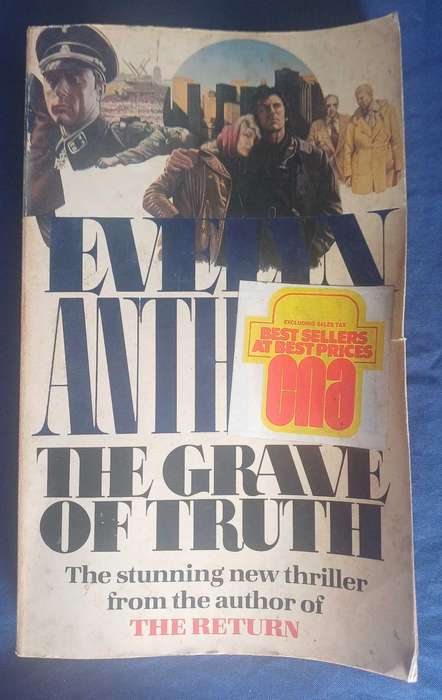 EVELYN
ANTH
EXCLUDING SALES TAX
BEST SELLERS
AT BEST PRICES
cna
THE GRAVE
OF TRUTH
The stunning new thriller
from the author of
THE RETURN